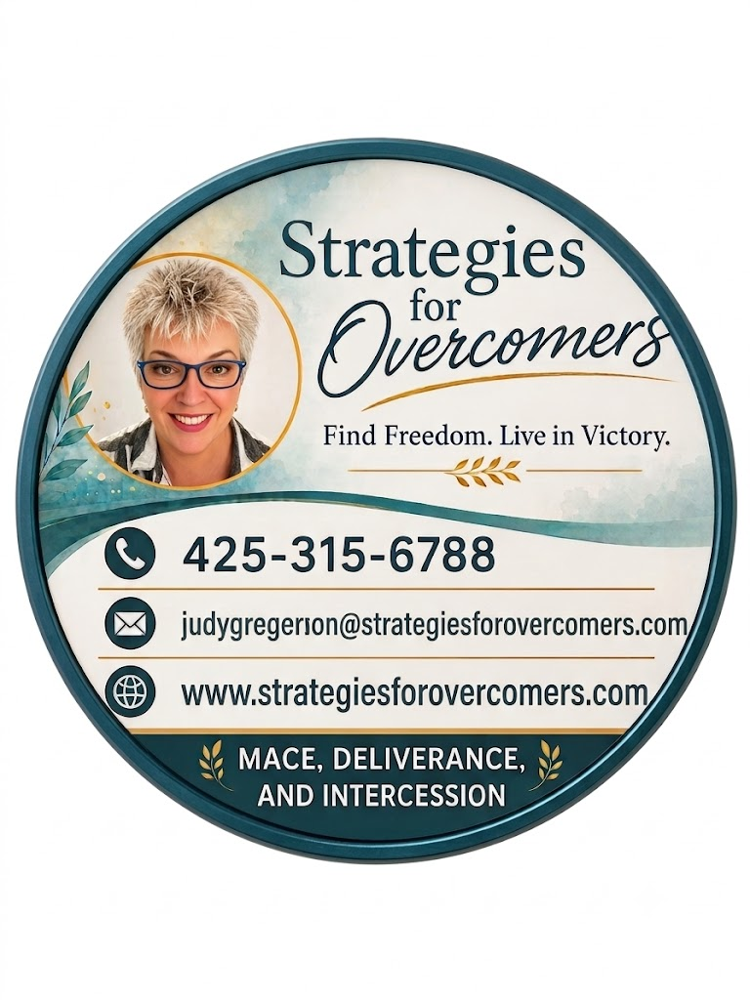 Strategies
for
Overcomers
Find Freedom. Live in Victory.
425-315-6788
judygregerson@strategiesforovercomers.com
www.strategiesforovercomers.com
MACE, DELIVERANCE,
AND INTERCESSION